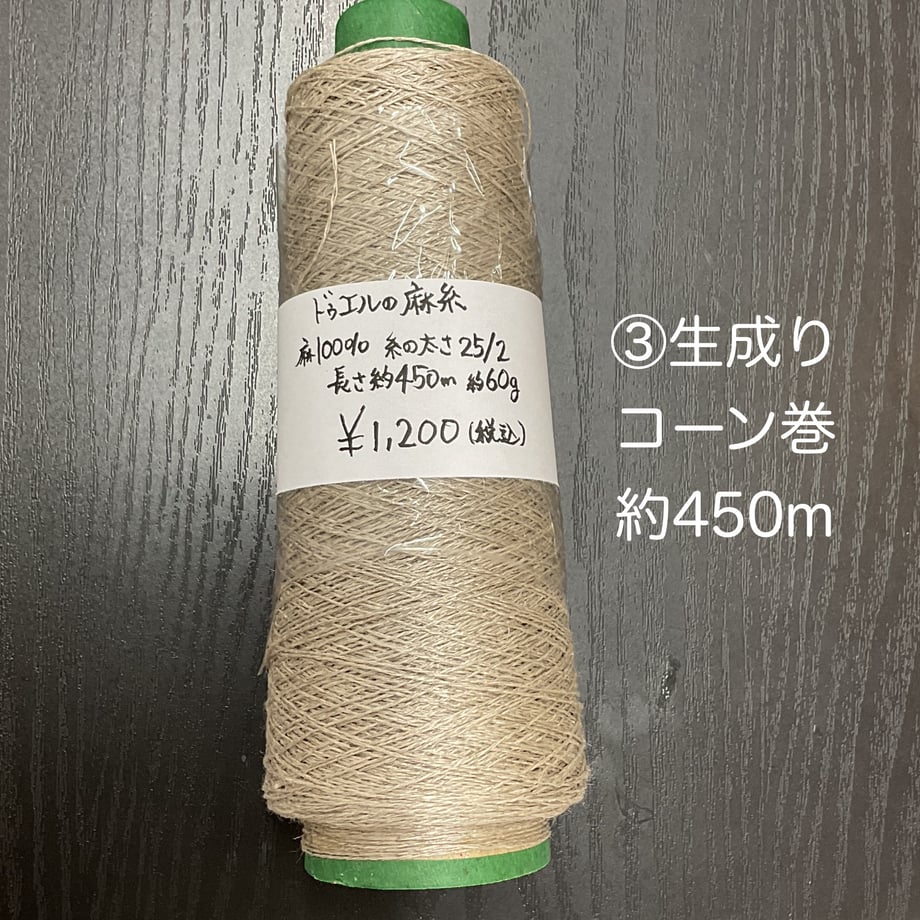 ドゥエルの麻糸
麻100% 糸の太さ25/2
長さ約450m 約60g
¥1,200(税込)
③生成り
コーン巻
約450m